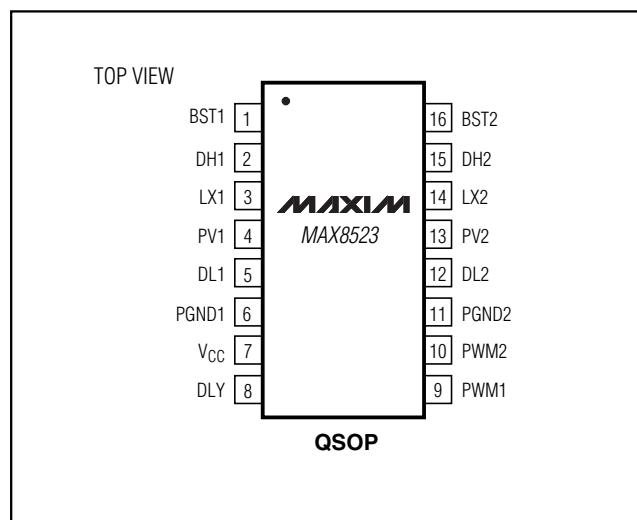 TOP VIEW
BST1 1
DH1 2
LX1 3
PV1 4
DL1 5
PGND1 6
VCC 7
DLY 8
MAXIM
MAX8523
16 BST2
15 DH2
14 LX2
13 PV2
12 DL2
11 PGND2
10 PWM2
9 PWM1
QSOP